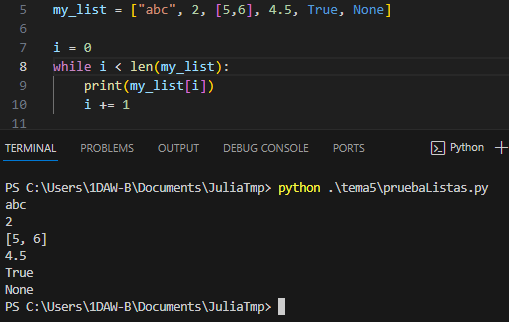 5 my_list = ["abc", 2, [5,6], 4.5, True, None]
6
7 i = 0
8 while i < len(my_list):
9     print(my_list[i])
10     i += 1
11
TERMINAL PROBLEMS OUTPUT DEBUG CONSOLE PORTS Python
PS C:\Users\1DAW-B\Documents\JuliaTmp> python .\tema5\pruebaListas.py
abc
2
[5, 6]
4.5
True
None
PS C:\Users\1DAW-B\Documents\JuliaTmp>